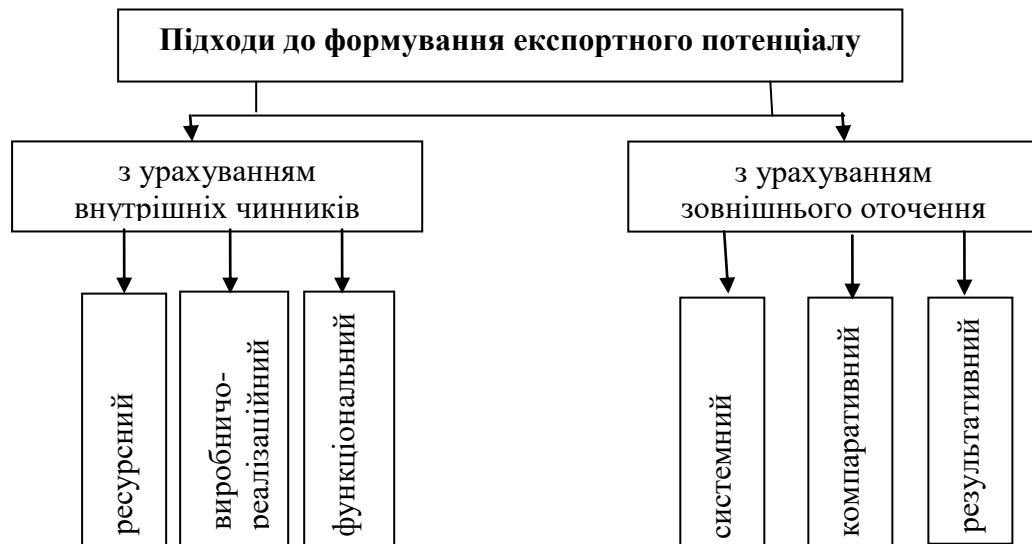 Підходи до формування експортного потенціалу
з урахуванням
внутрішніх чинників
з урахуванням
зовнішнього оточення
ресурсний
виробничо-
реалізаційний
функціональний
системний
компаративний
результативний